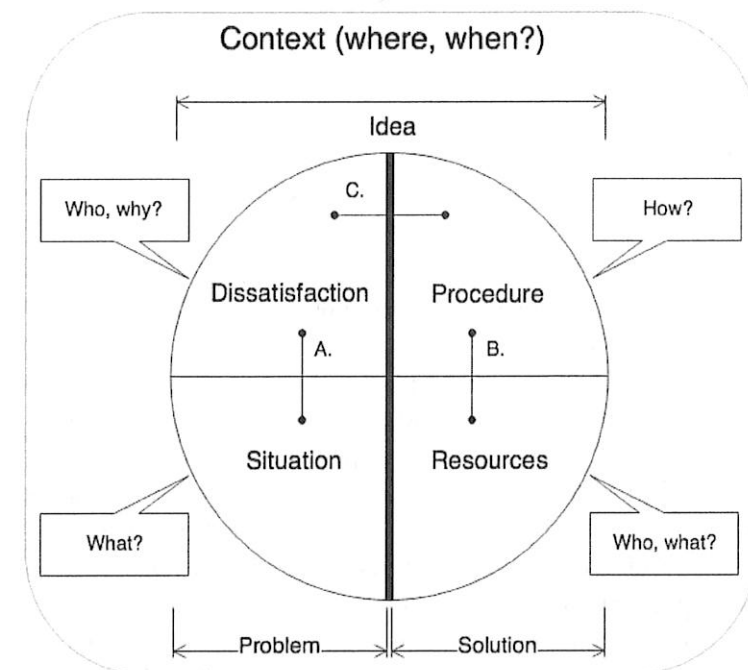 Context (where, when?)
Idea
C.
Who, why?
How?
Dissatisfaction
Procedure
A.
B.
Situation
Resources
What?
Who, what?
Problem
Solution